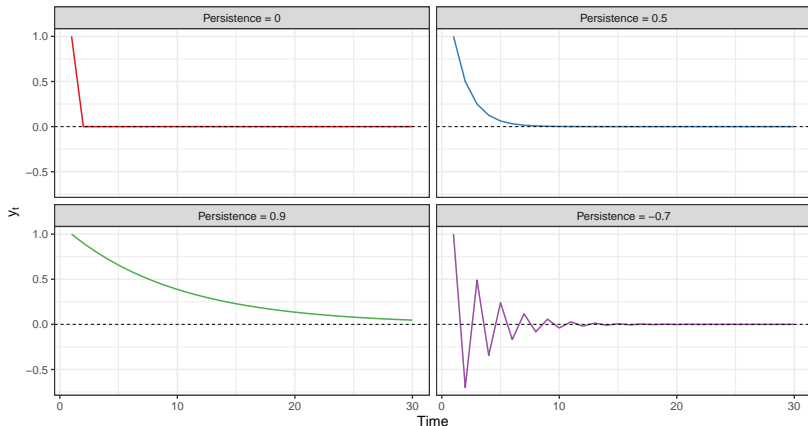 Persistence = 0
Persistence = 0.5
1.0
0.5
0.0
−0.5
y_t
Persistence = 0.9
Persistence = −0.7
1.0
0.5
0.0
−0.5
0
10
20
30
0
10
20
30
Time